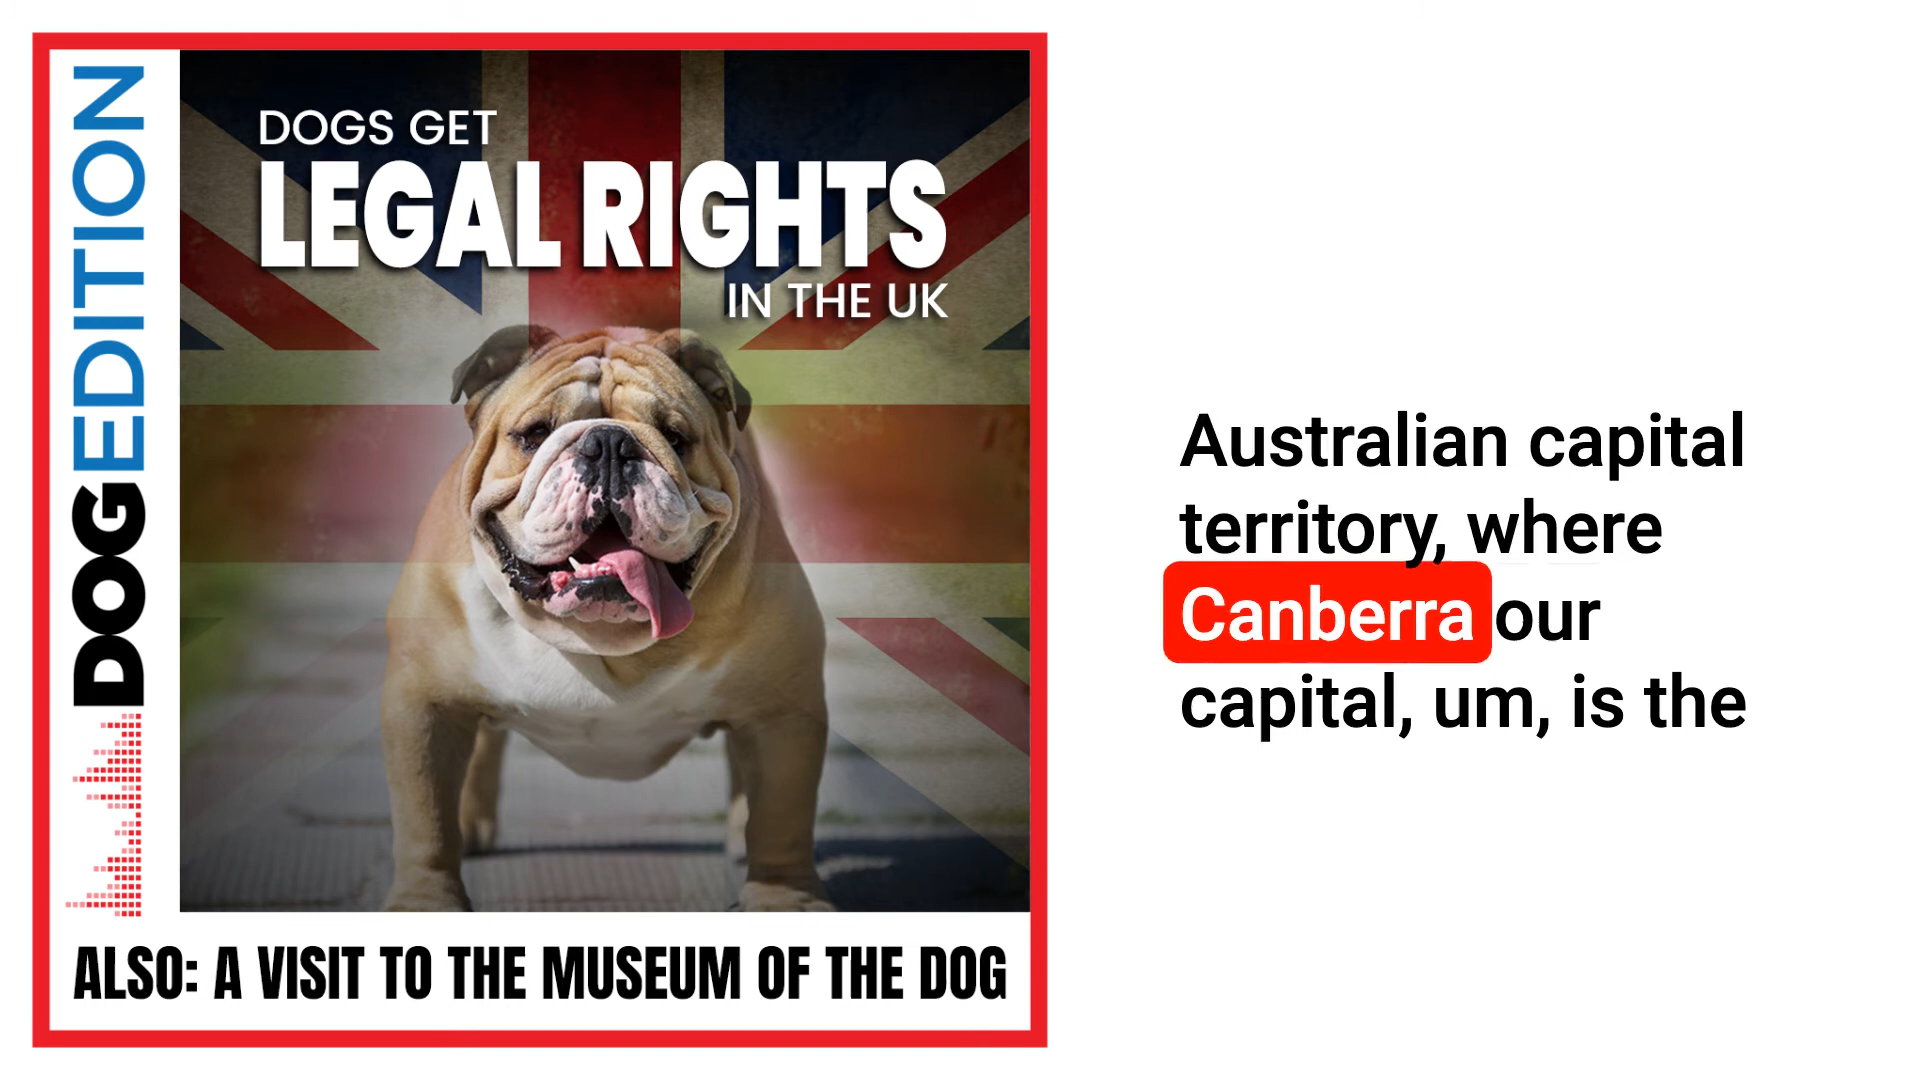 DOGEDITION
DOGS GET
LEGAL RIGHTS
IN THE UK
ALSO: A VISIT TO THE MUSEUM OF THE DOG
Australian capital
territory, where
Canberra our
capital, um, is the